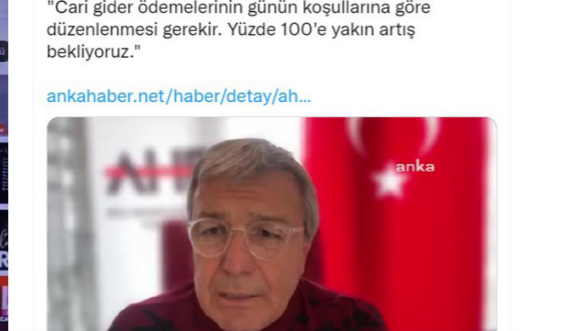 "Cari gider ödemelerinin günün koşullarına göre
düzenlenmesi gerekir. Yüzde 100'e yakın artış
bekliyoruz."
ankahaber.net/haber/detay/ah...
anka